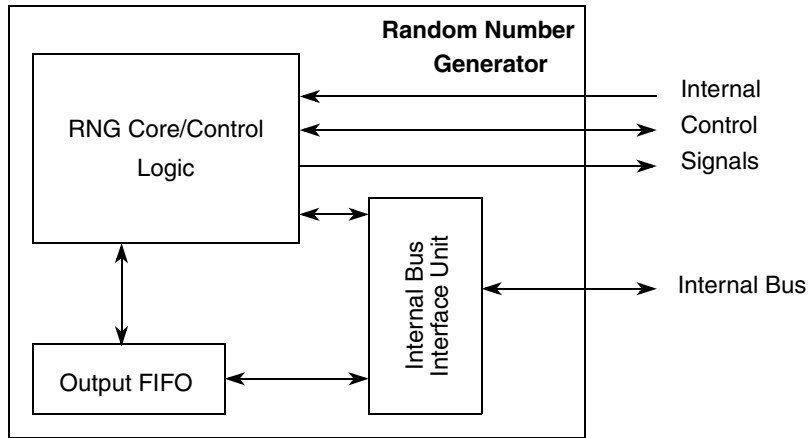 Random Number
Generator
RNG Core/Control
Logic
Internal
Control
Signals
Internal Bus
Interface Unit
Internal Bus
Output FIFO